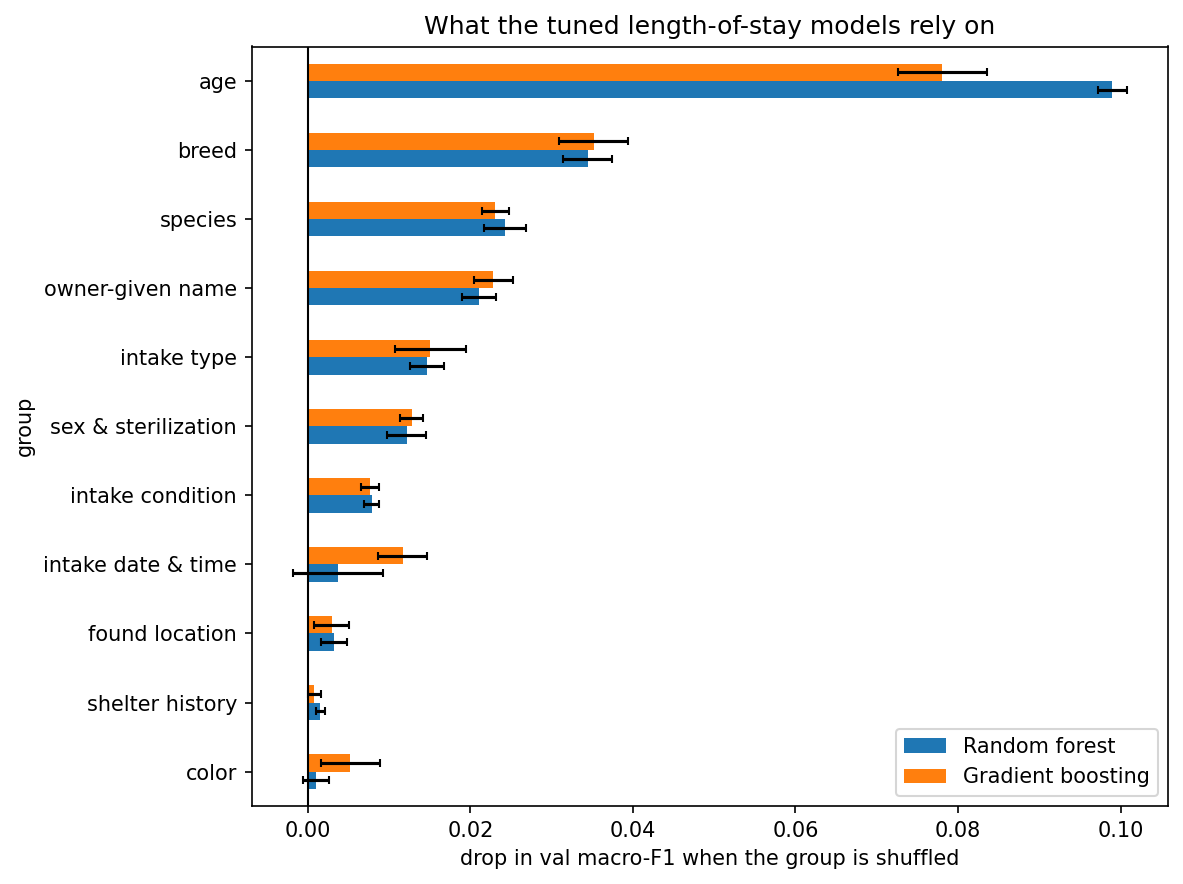 What the tuned length-of-stay models rely on
age
breed
species
owner-given name
intake type
sex & sterilization
intake condition
intake date & time
found location
shelter history
color
group
Random forest
Gradient boosting
0.00 0.02 0.04 0.06 0.08 0.10
drop in val macro-F1 when the group is shuffled